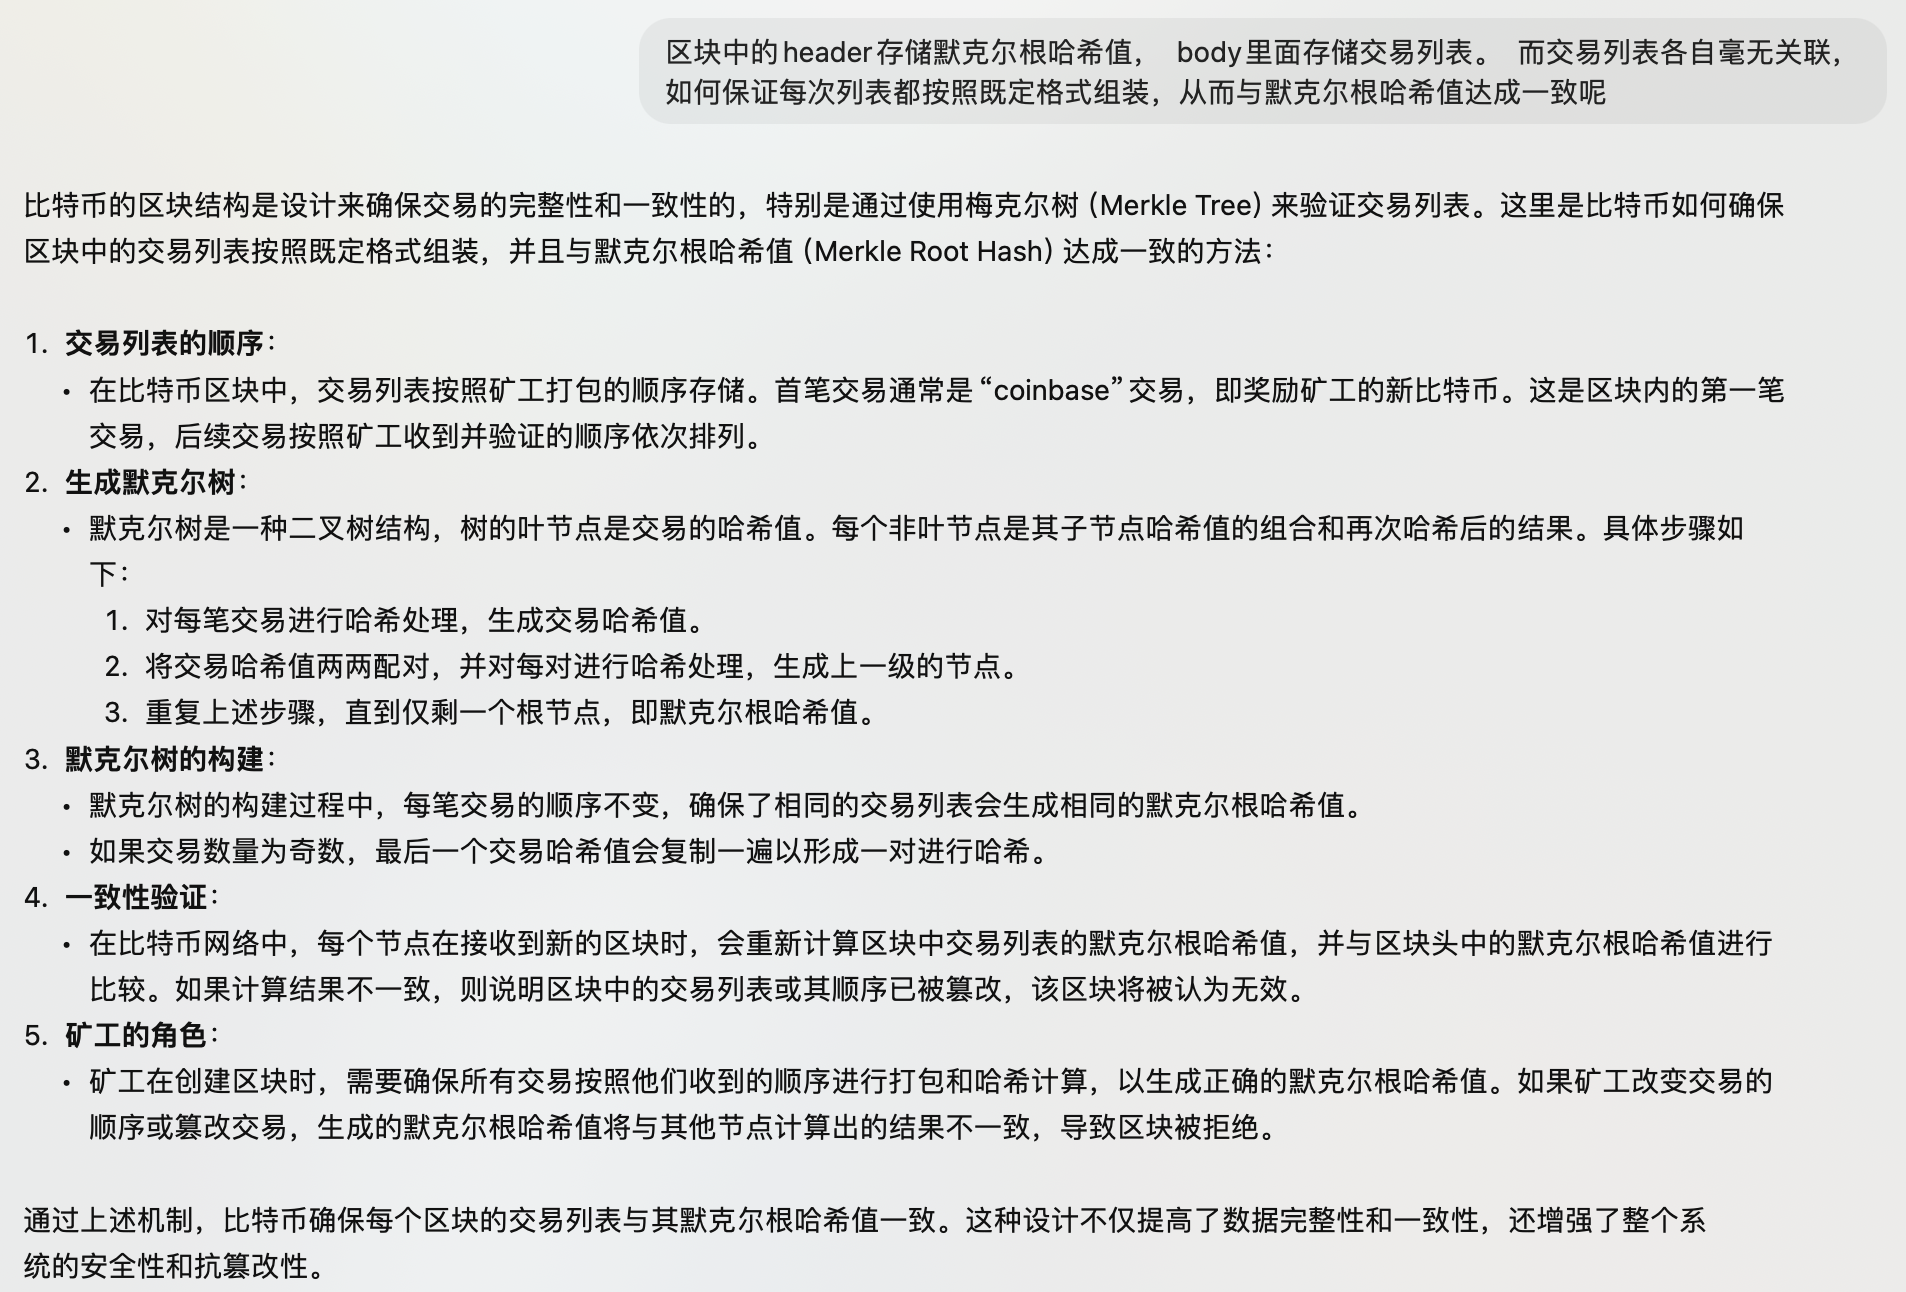 区块中的header存储默克尔根哈希值， body里面存储交易列表。 而交易列表各自毫无关联，
如何保证每次列表都按照既定格式组装，从而与默克尔根哈希值达成一致呢
比特币的区块结构是设计来确保交易的完整性和一致性的，特别是通过使用梅克尔树 (Merkle Tree) 来验证交易列表。这里是比特币如何确保
区块中的交易列表按照既定格式组装，并且与默克尔根哈希值 (Merkle Root Hash) 达成一致的方法：
1. 交易列表的顺序：
• 在比特币区块中，交易列表按照矿工打包的顺序存储。首笔交易通常是 “coinbase” 交易，即奖励矿工的新比特币。这是区块内的第一笔
交易，后续交易按照矿工收到并验证的顺序依次排列。
2. 生成默克尔树：
• 默克尔树是一种二叉树结构，树的叶节点是交易的哈希值。每个非叶节点是其子节点哈希值的组合和再次哈希后的结果。具体步骤如
下：
1. 对每笔交易进行哈希处理，生成交易哈希值。
2. 将交易哈希值两两配对，并对每对进行哈希处理，生成上一级的节点。
3. 重复上述步骤，直到仅剩一个根节点，即默克尔根哈希值。
3. 默克尔树的构建：
• 默克尔树的构建过程中，每笔交易的顺序不变，确保了相同的交易列表会生成相同的默克尔根哈希值。
• 如果交易数量为奇数，最后一个交易哈希值会复制一遍以形成一对进行哈希。
4. 一致性验证：
• 在比特币网络中，每个节点在接收到新的区块时，会重新计算区块中交易列表的默克尔根哈希值，并与区块头中的默克尔根哈希值进行
比较。如果计算结果不一致，则说明区块中的交易列表或其顺序已被篡改，该区块将被认为无效。
5. 矿工的角色：
• 矿工在创建区块时，需要确保所有交易按照他们收到的顺序进行打包和哈希计算，以生成正确的默克尔根哈希值。如果矿工改变交易的
顺序或篡改交易，生成的默克尔根哈希值将与其他节点计算出的结果不一致，导致区块被拒绝。
通过上述机制，比特币确保每个区块的交易列表与其默克尔根哈希值一致。这种设计不仅提高了数据完整性和一致性，还增强了整个系
统的安全性和抗篡改性。